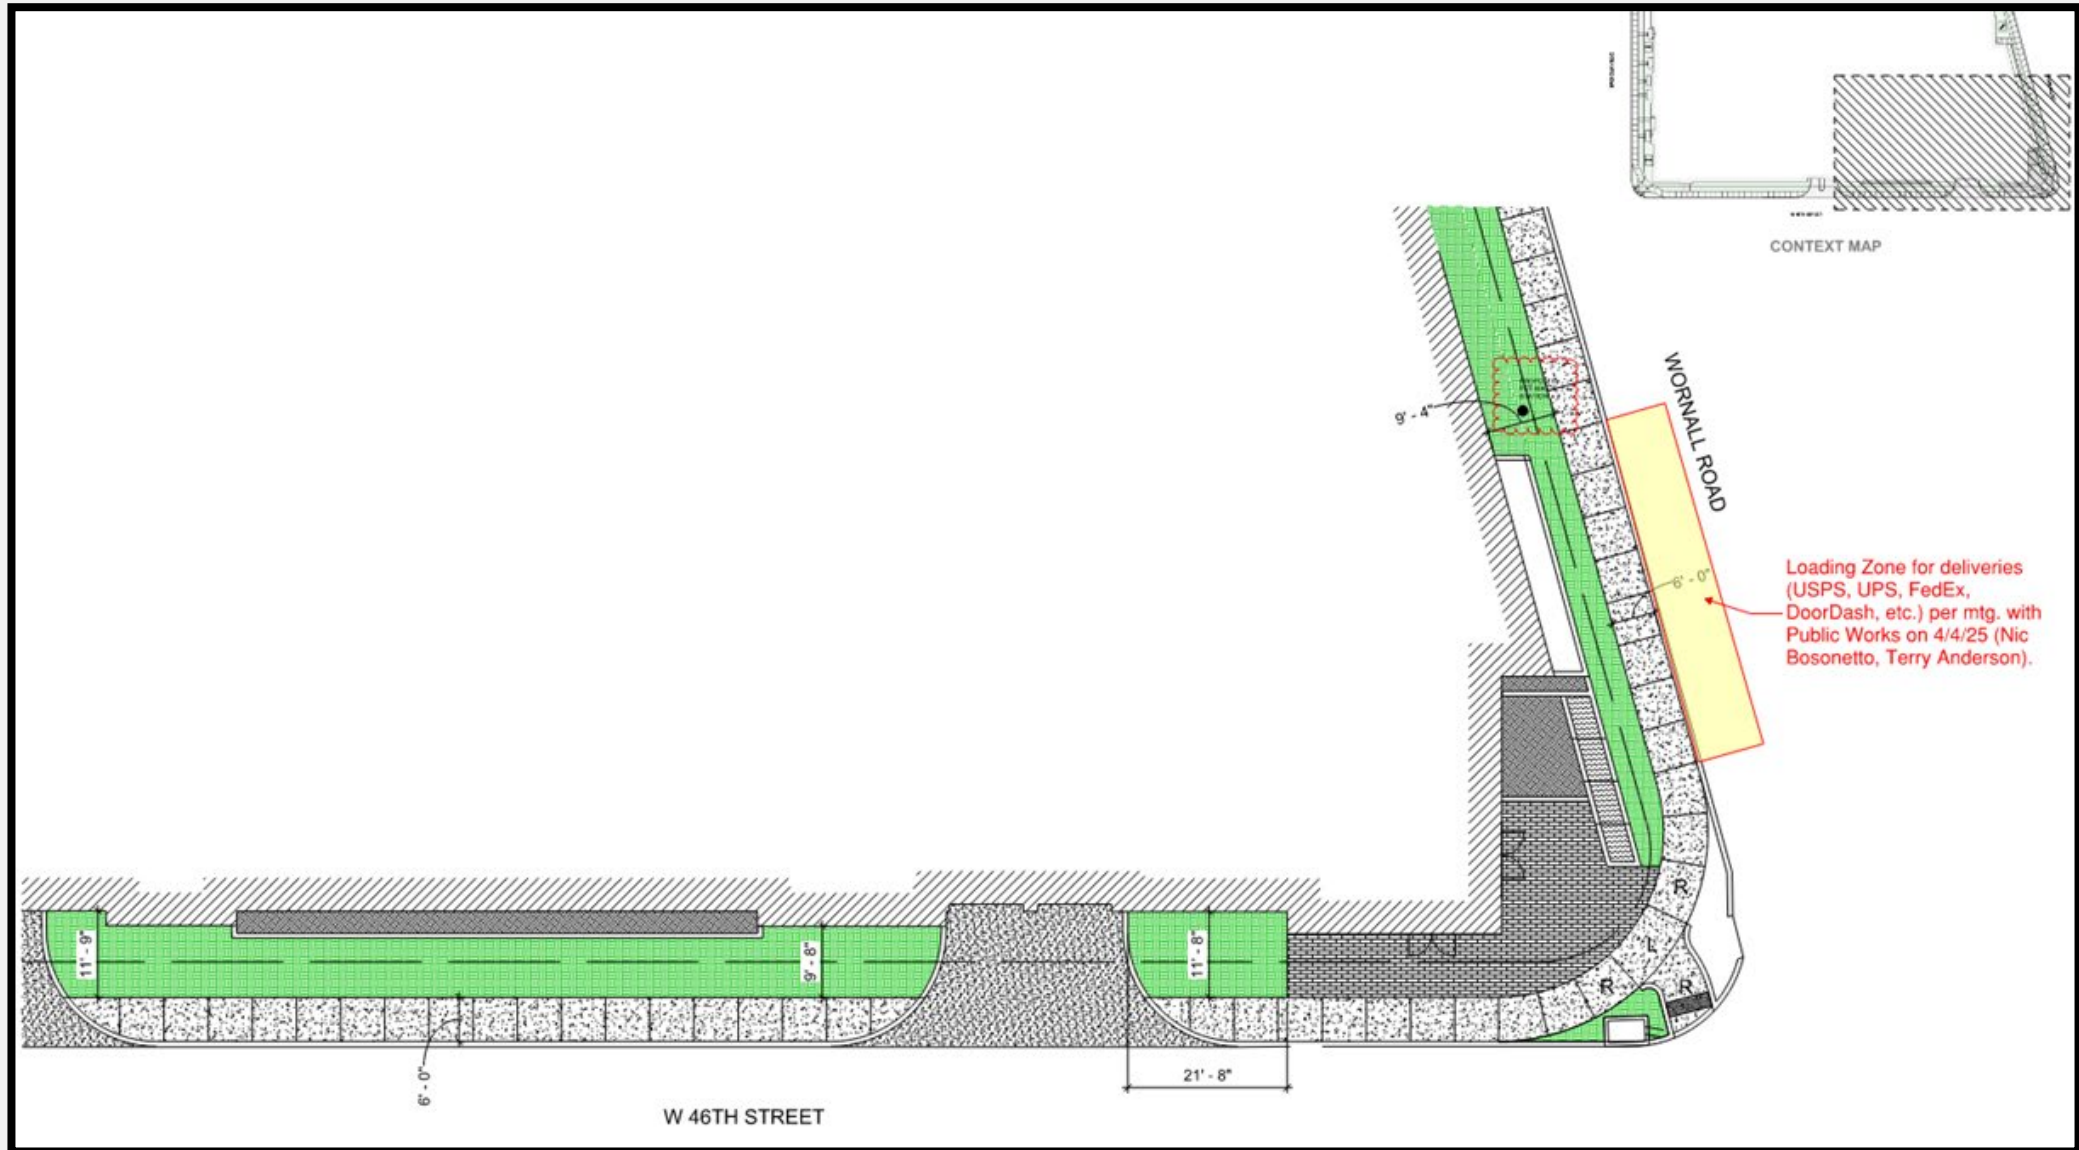 CONTEXT MAP
WORNALL ROAD
9' - 4"
6' - 0"
Loading Zone for deliveries
(USPS, UPS, FedEx,
DoorDash, etc.) per mtg. with
Public Works on 4/4/25 (Nic
Bosonetto, Terry Anderson).
R
L
R
R
11' - 9"
9' - 8"
11' - 8"
6' - 0"
21' - 8"
W 46TH STREET